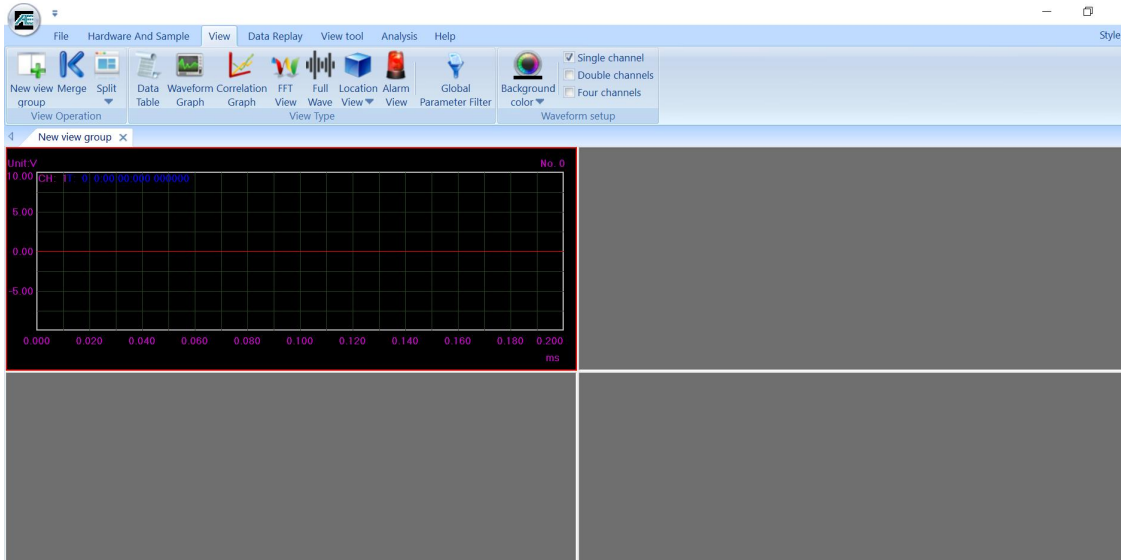 Æ
File Hardware And Sample View Data Replay View tool Analysis Help Style
New view group Merge Split Data Table Waveform Graph Correlation Graph FFT View Full Wave Location View Alarm View Global Parameter Filter Background color
Single channel
Double channels
Four channels
View Operation View Type Waveform setup
New view group
Unit:V No. 0
10.00
5.00
0.00
-5.00
0.000 0.020 0.040 0.060 0.080 0.100 0.120 0.140 0.160 0.180 0.200
ms